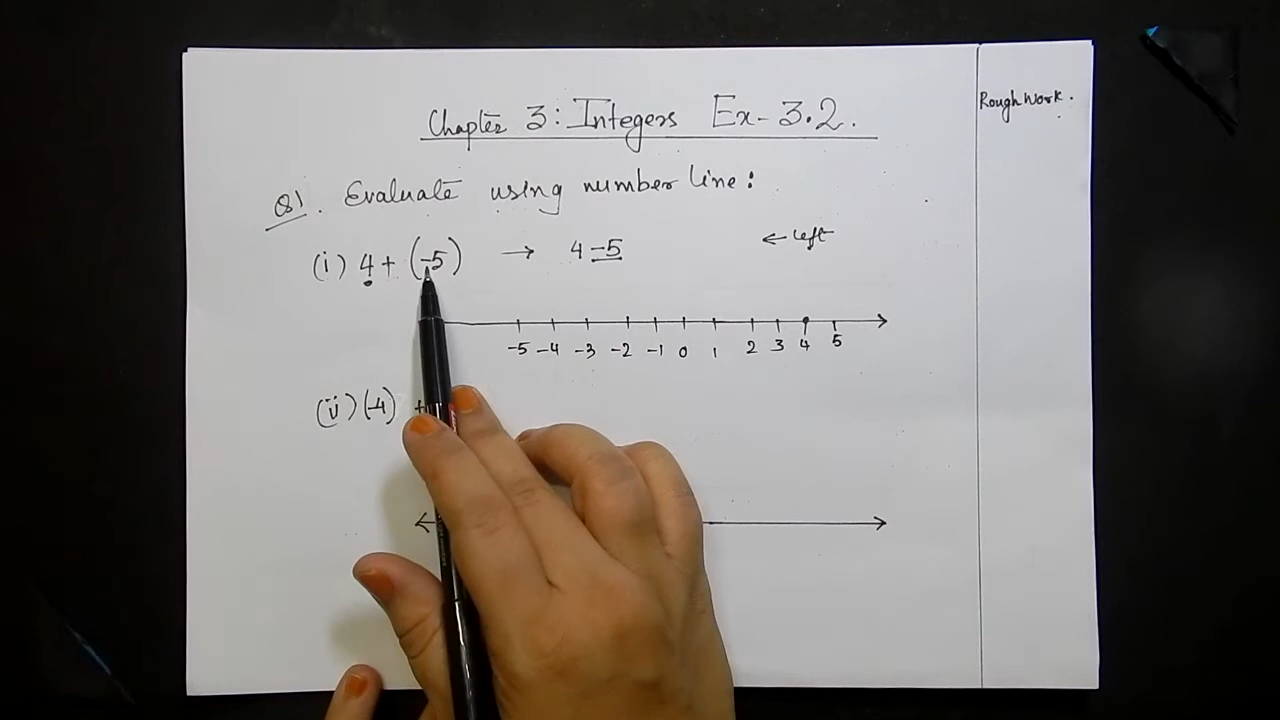 Chapter 3: Integers Ex-3.2.
Rough Work.
Q1. Evaluate using number line:
(i) 4 + (-5) → 4 -5 ← left
-5 -4 -3 -2 -1 0 1 2 3 4 5
(ii) (-4) +